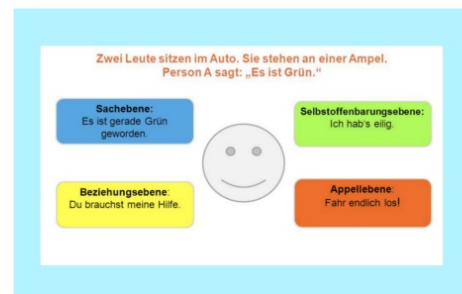 Zwei Leute sitzen im Auto. Sie stehen an einer Ampel.
Person A sagt: „Es ist Grün.“
Sachebene:
Es ist gerade Grün
geworden.
Selbstoffenbarungsebene:
Ich hab's eilig.
Beziehungsebene:
Du brauchst meine Hilfe.
Appellebene:
Fahr endlich los!